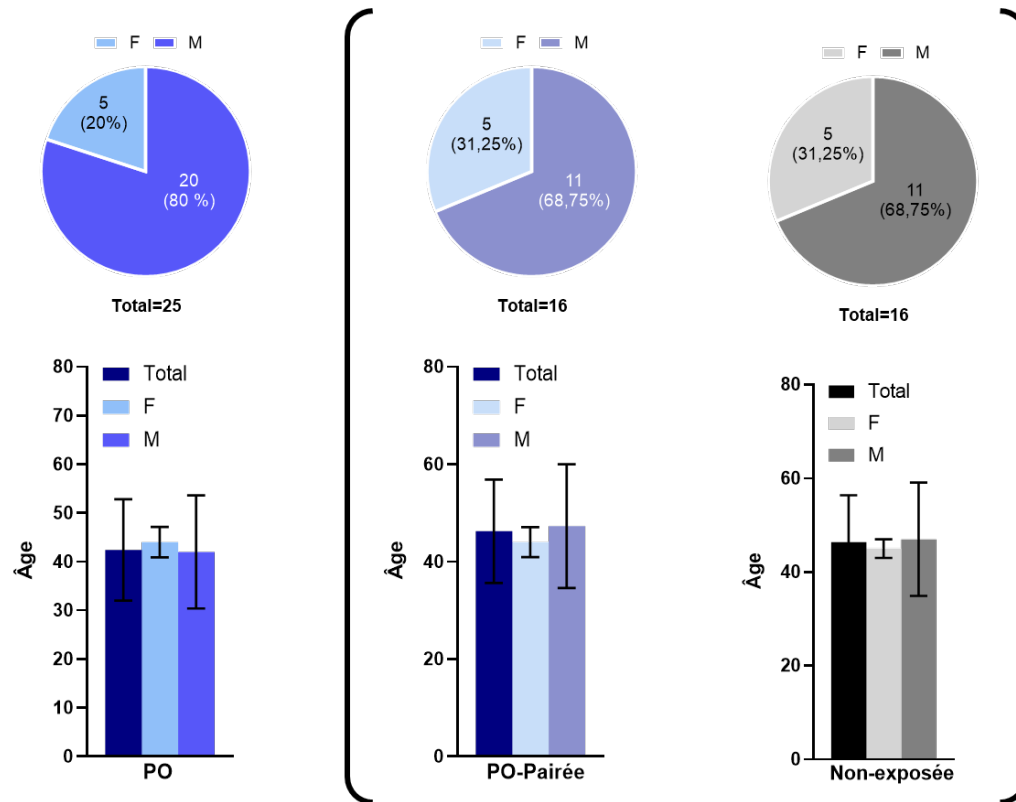 F M
5
(20%)
20
(80 %)
Total=25
F M
5
(31,25%)
11
(68,75%)
Total=16
F M
5
(31,25%)
11
(68,75%)
Total=16
80
70
60
50
40
30
20
10
0
Âge
Total
F
M
PO
80
60
40
20
0
Âge
Total
F
M
PO-Pairée
80
60
40
20
0
Âge
Total
F
M
Non-exposée